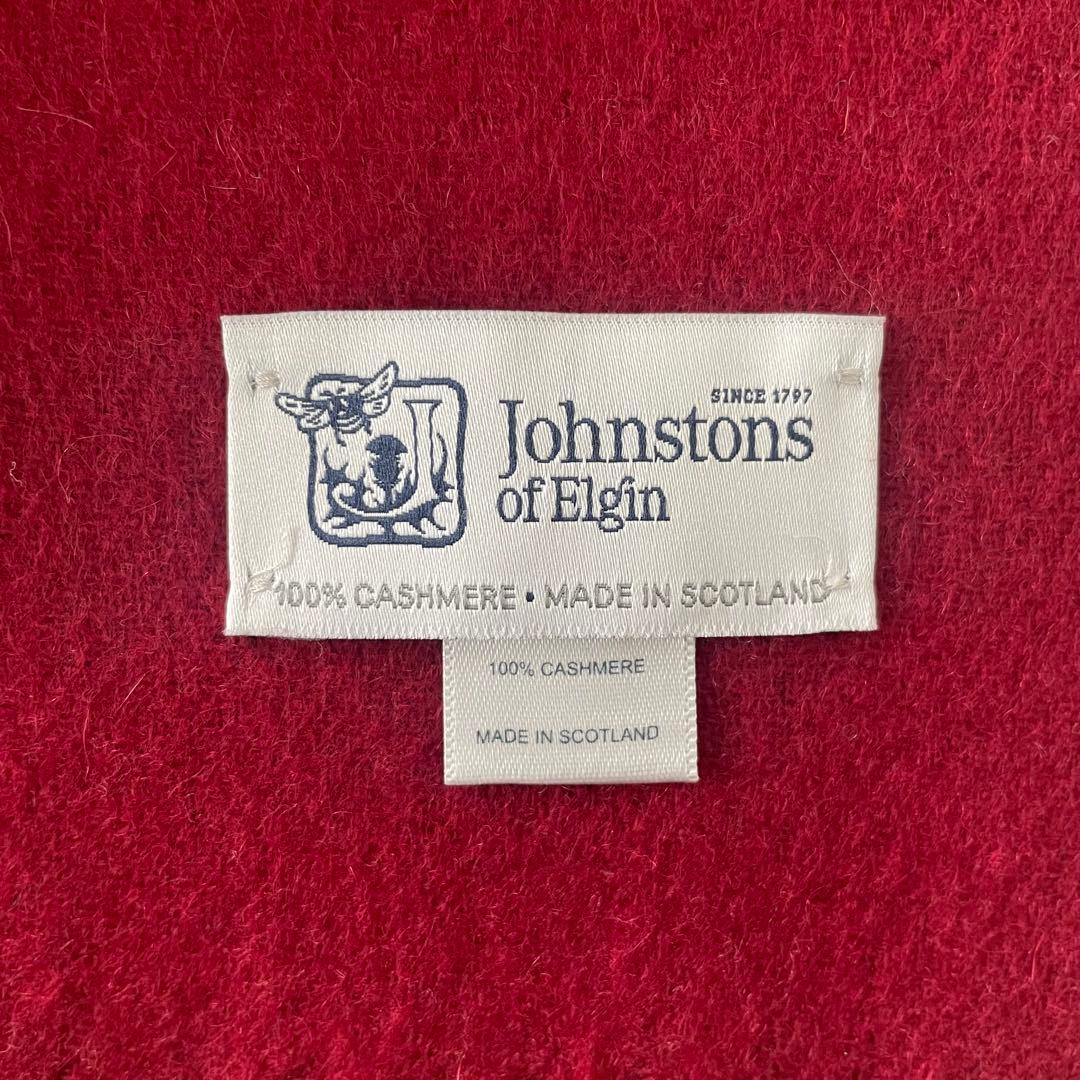 SINCE 1797
Johnstons
of Elgin
100% CASHMERE • MADE IN SCOTLAND
100% CASHMERE
MADE IN SCOTLAND